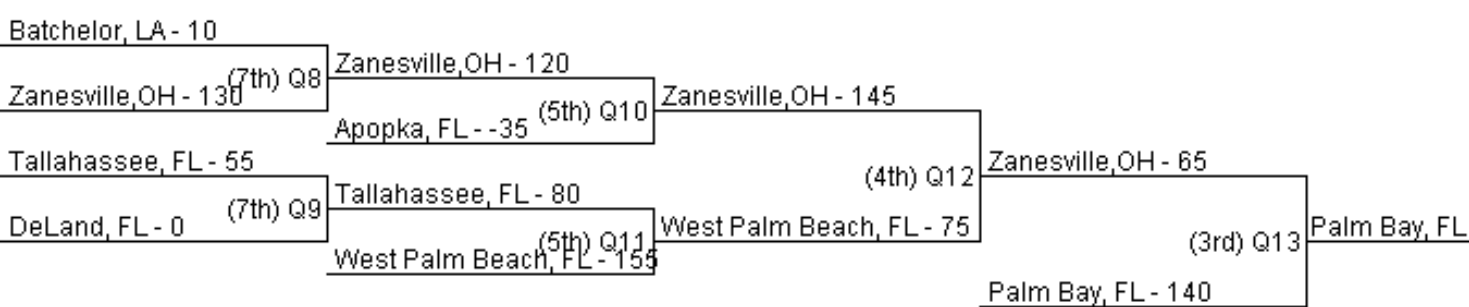 Batchelor, LA - 10
(7th) Q8
Zanesville,OH - 130
Zanesville,OH - 120
(5th) Q10
Apopka, FL - -35
Zanesville,OH - 145
Tallahassee, FL - 55
(7th) Q9
DeLand, FL - 0
Tallahassee, FL - 80
(5th) Q11
West Palm Beach, FL - 155
West Palm Beach, FL - 75
(4th) Q12
Zanesville,OH - 65
(3rd) Q13
Palm Bay, FL - 140
Palm Bay, FL